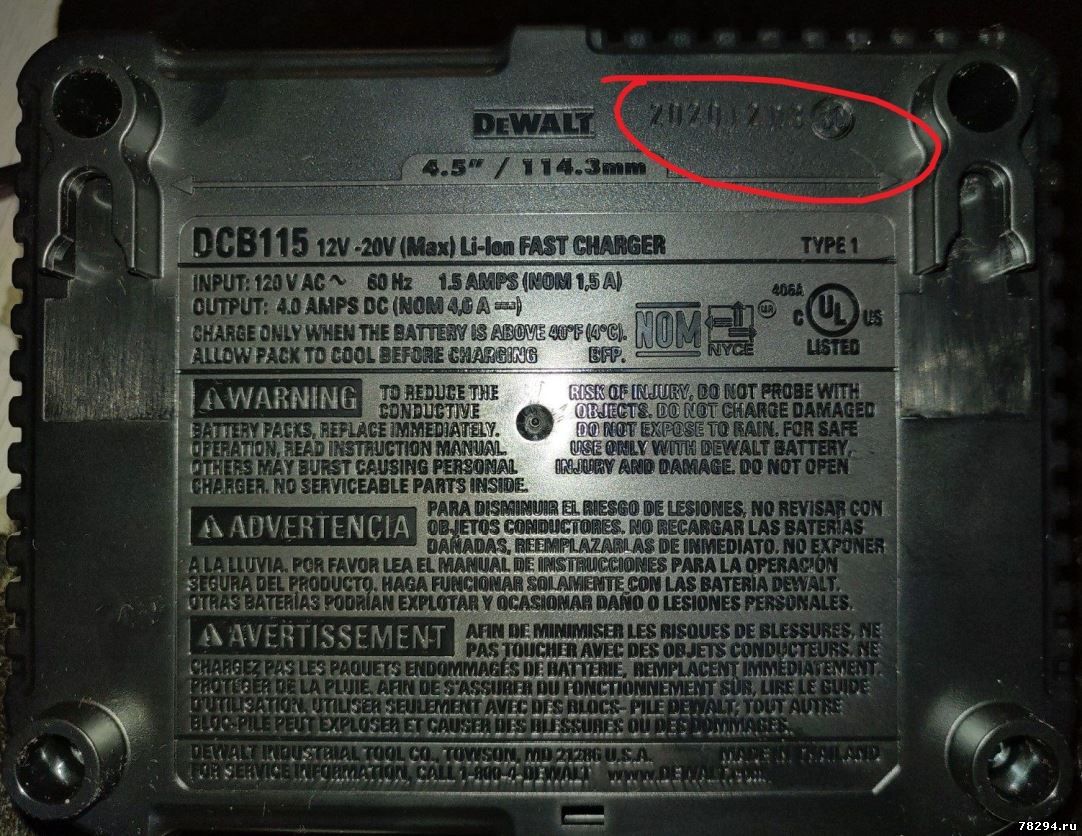 DEWALT
4.5" / 114.3mm
DCB115 12V -20V (Max) Li-Ion FAST CHARGER TYPE 1
INPUT: 120 V AC ~ 60 Hz 1.5 AMPS (NOM 1,5 A)
OUTPUT: 4.0 AMPS DC (NOM 4,0 A ⎓)
CHARGE ONLY WHEN THE BATTERY IS ABOVE 40°F (4°C).
ALLOW PACK TO COOL BEFORE CHARGING BFP.
NOM
NYCE
406A
C UL US
LISTED
WARNING TO REDUCE THE RISK OF INJURY, DO NOT PROBE WITH
CONDUCTIVE OBJECTS. DO NOT CHARGE DAMAGED
BATTERY PACKS, REPLACE IMMEDIATELY. DO NOT EXPOSE TO RAIN. FOR SAFE
OPERATION, READ INSTRUCTION MANUAL. USE ONLY WITH DEWALT BATTERY,
OTHERS MAY BURST CAUSING PERSONAL INJURY AND DAMAGE. DO NOT OPEN
CHARGER. NO SERVICEABLE PARTS INSIDE.
ADVERTENCIA PARA DISMINUIR EL RIESGO DE LESIONES, NO REVISAR CON
OBJETOS CONDUCTORES. NO RECARGAR LAS BATERÍAS
DAÑADAS, REEMPLAZARLAS DE INMEDIATO. NO EXPONER
A LA LLUVIA. POR FAVOR LEA EL MANUAL DE INSTRUCCIONES PARA LA OPERACIÓN
SEGURA DEL PRODUCTO. HAGA FUNCIONAR SOLAMENTE CON LAS BATERIA DEWALT.
OTRAS BATERÍAS PODRÍAN EXPLOTAR Y OCASIONAR DAÑO O LESIONES PERSONALES.
AVERTISSEMENT AFIN DE MINIMISER LES RISQUES DE BLESSURES, NE
PAS TOUCHER AVEC DES OBJETS CONDUCTEURS. NE
CHARGEZ PAS LES PAQUETS ENDOMMAGÉS DE BATTERIE, REMPLACENT IMMÉDIATEMENT
PROTÉGER DE LA PLUIE. AFIN DE S'ASSURER DU FONCTIONNEMENT SÛR, LIRE LE GUIDE
D'UTILISATION, UTILISER SEULEMENT AVEC DES BLOCS- PILE DEWALT, TOUT AUTRE
BLOC-PILE PEUT EXPLOSER ET CAUSER DES BLESSURES OU DES DOMMAGES.
DEWALT INDUSTRIAL TOOL CO., TOWSON, MD 21286 U.S.A. MADE IN THAILAND
FOR SERVICE INFORMATION, CALL 1-800-4-DEWALT www.DEWALT.com
78294.ru